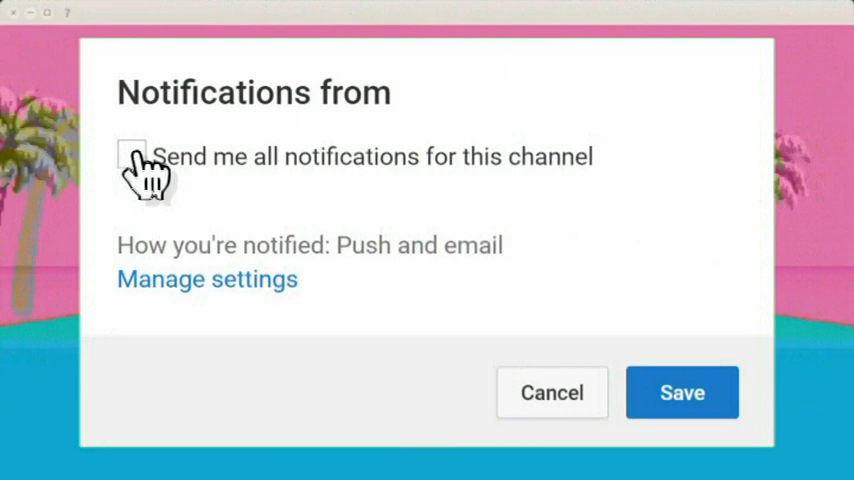 Notifications from
Send me all notifications for this channel
How you're notified: Push and email
Manage settings
Cancel
Save